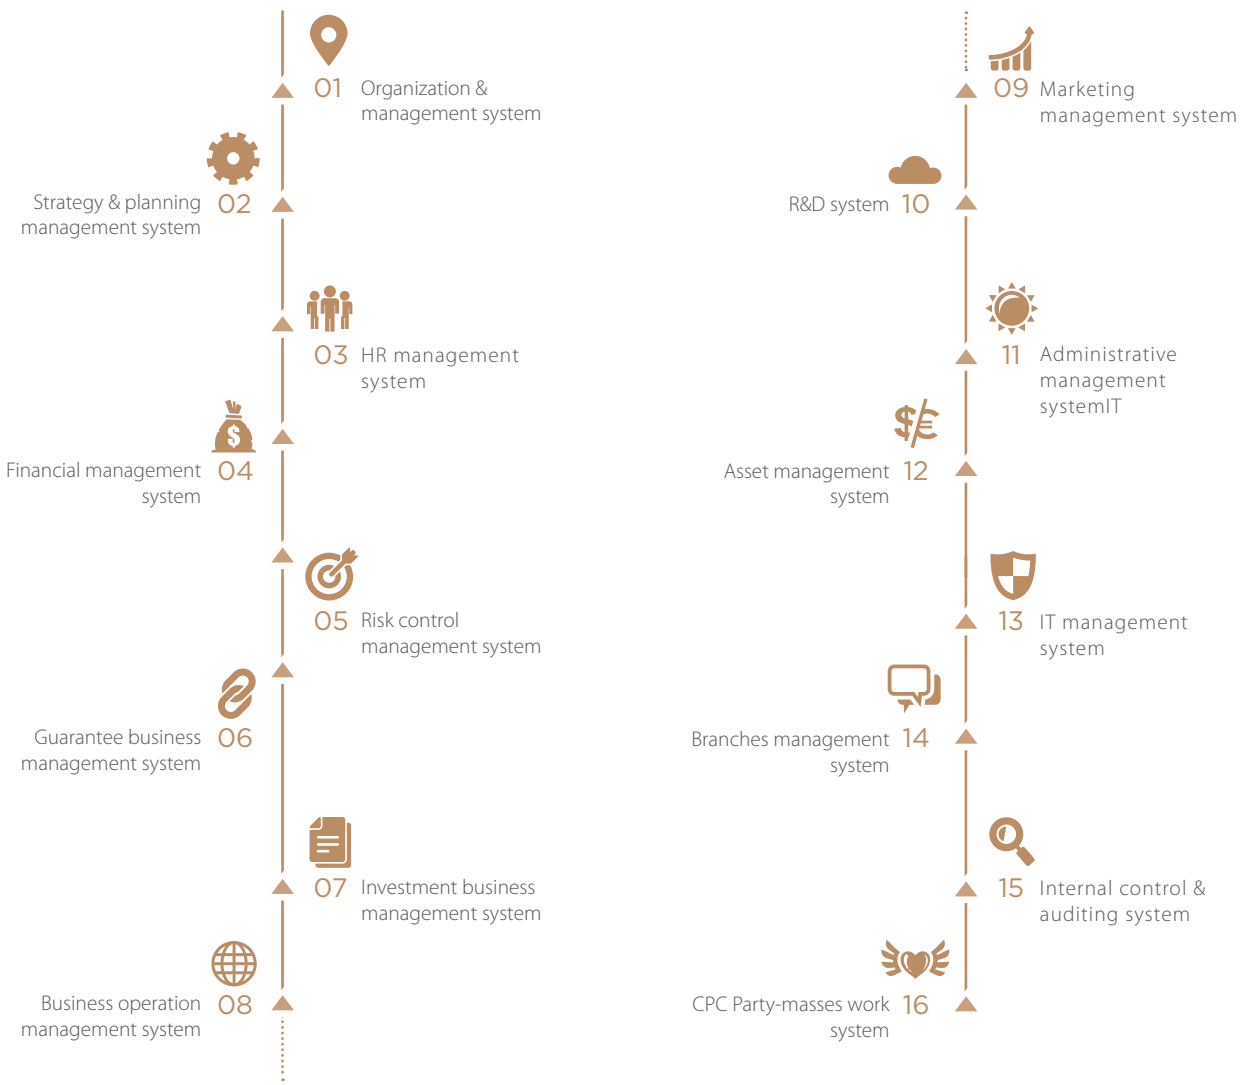 01 Organization &
management system
Strategy & planning 02
management system
03 HR management
system
Financial management 04
system
05 Risk control
management system
Guarantee business 06
management system
07 Investment business
management system
Business operation 08
management system
09 Marketing
management system
R&D system 10
11 Administrative
management
systemIT
Asset management 12
system
13 IT management
system
Branches management 14
system
15 Internal control &
auditing system
CPC Party-masses work 16
system